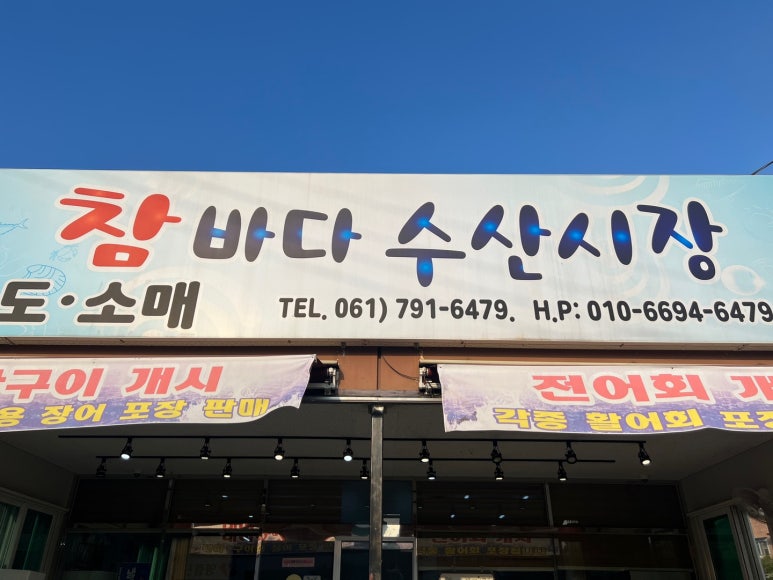 참 바다 수산시장
도·소매
TEL. 061) 791-6479. H.P: 010-6694-6479
구이 개시
용 장어 포장 판매
전어회 개
각종 활어회 포장